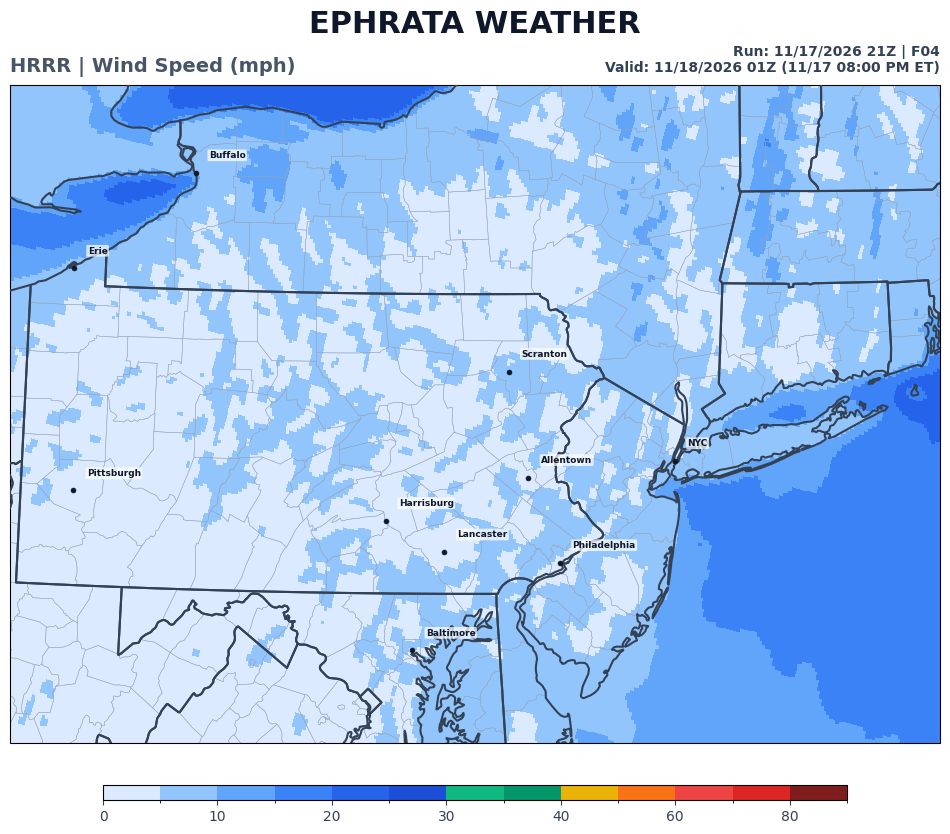 EPHRATA WEATHER
HRRR | Wind Speed (mph)
Run: 11/17/2026 21Z | F04
Valid: 11/18/2026 01Z (11/17 08:00 PM ET)
Buffalo
Erie
Scranton
NYC
Allentown
Pittsburgh
Harrisburg
Lancaster
Philadelphia
Baltimore
0 10 20 30 40 50 60 70 80